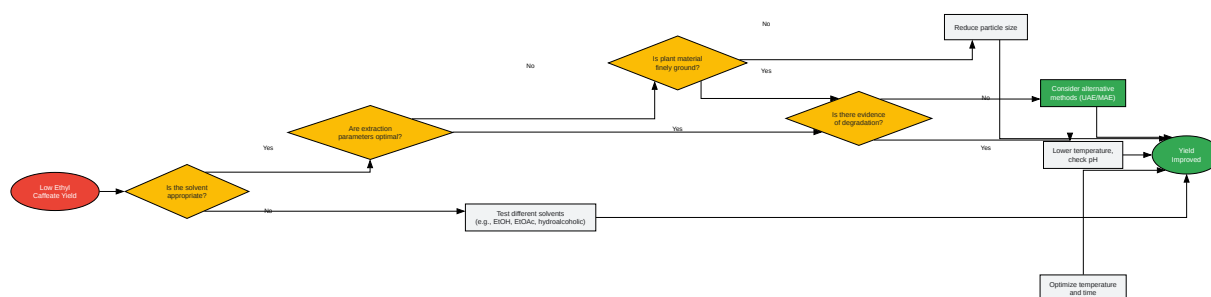 No
Reduce particle size
Is plant material
finely ground?
No
Yes
Consider alternative
methods (UAE/MAE)
No
Is there evidence
of degradation?
Are extraction
parameters optimal?
Yes
Yes
Yes
Lower temperature,
check pH
Yield
Improved
Low Ethyl
Caffeate Yield
Is the solvent
appropriate?
No
Test different solvents
(e.g., EtOH, EtOAc, hydroalcoholic)
Optimize temperature
and time